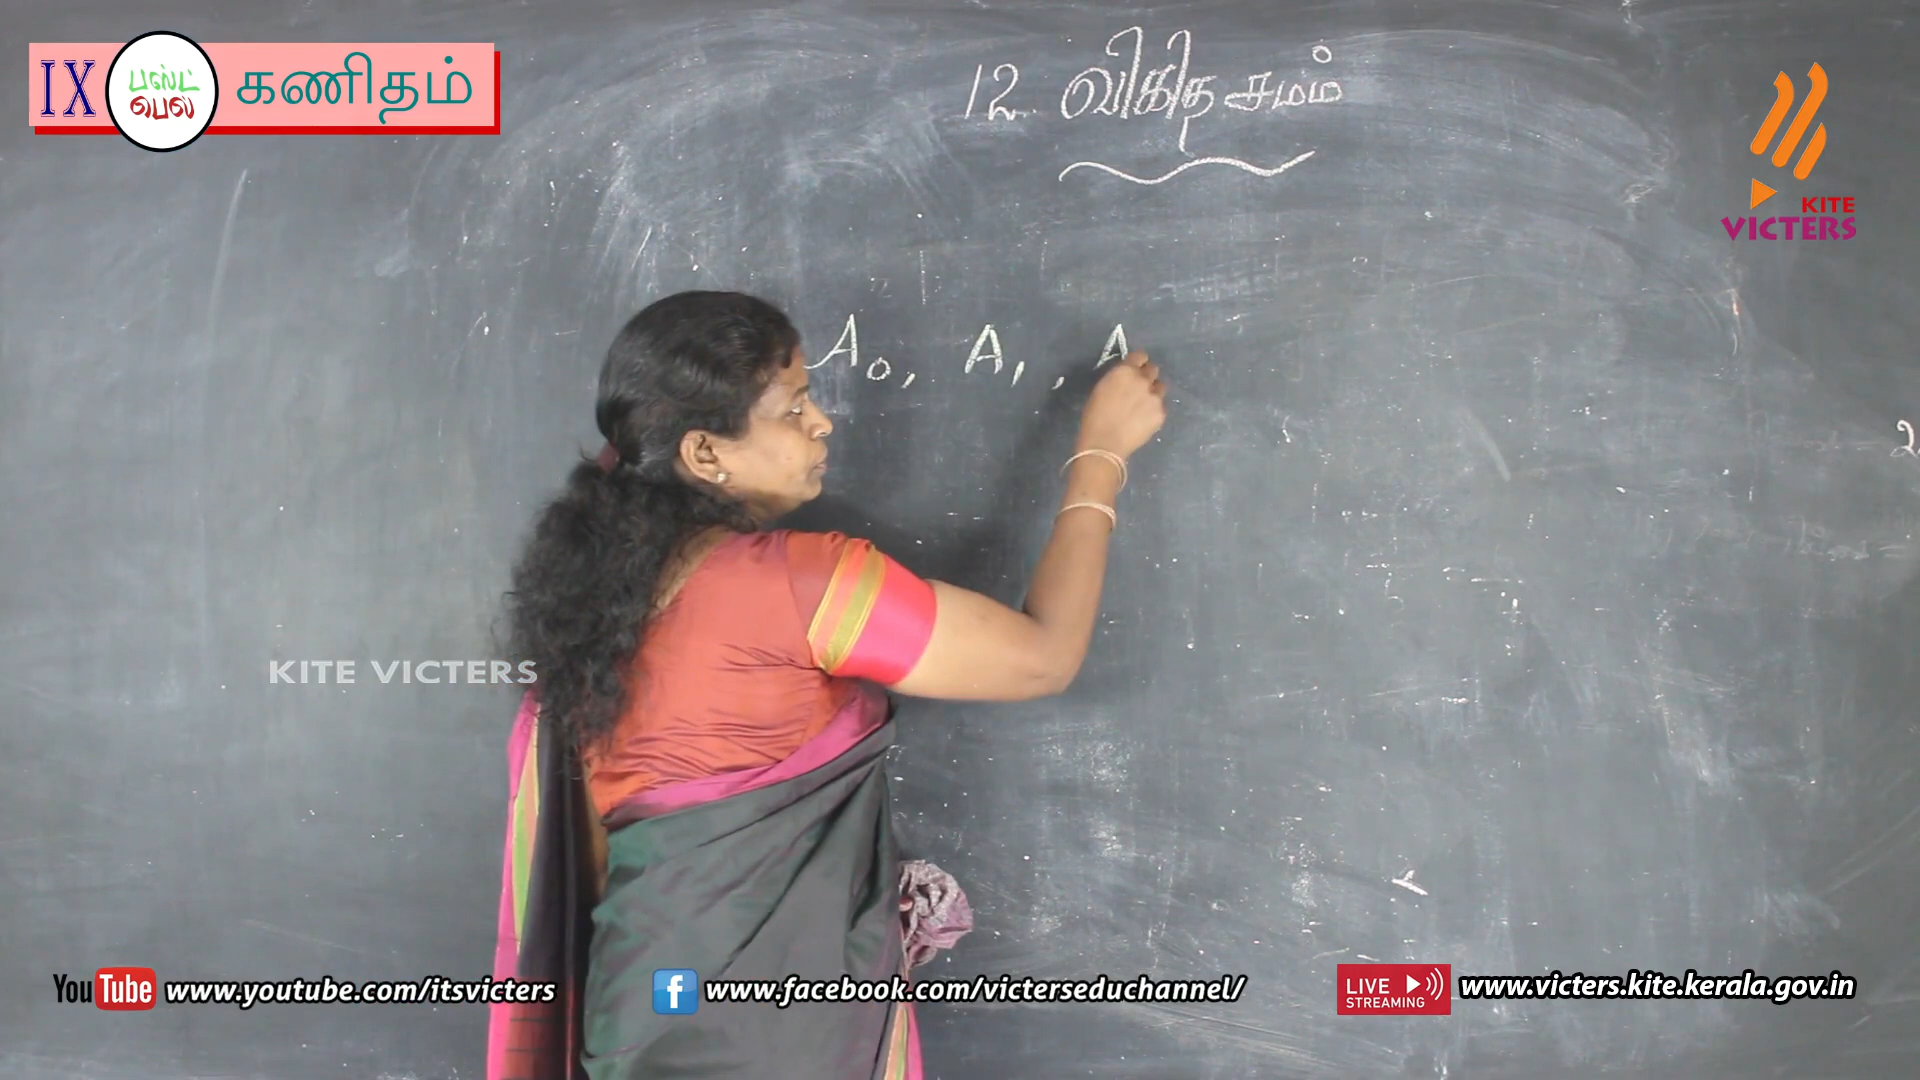 IX பஸ்ட் பெல் கணிதம்
12. விகித சமம்
KITE VICTERS
A₀, A₁, A
2
KITE VICTERS
YouTube www.youtube.com/itsvicters
f www.facebook.com/victerseduchannel/
LIVE STREAMING www.victers.kite.kerala.gov.in